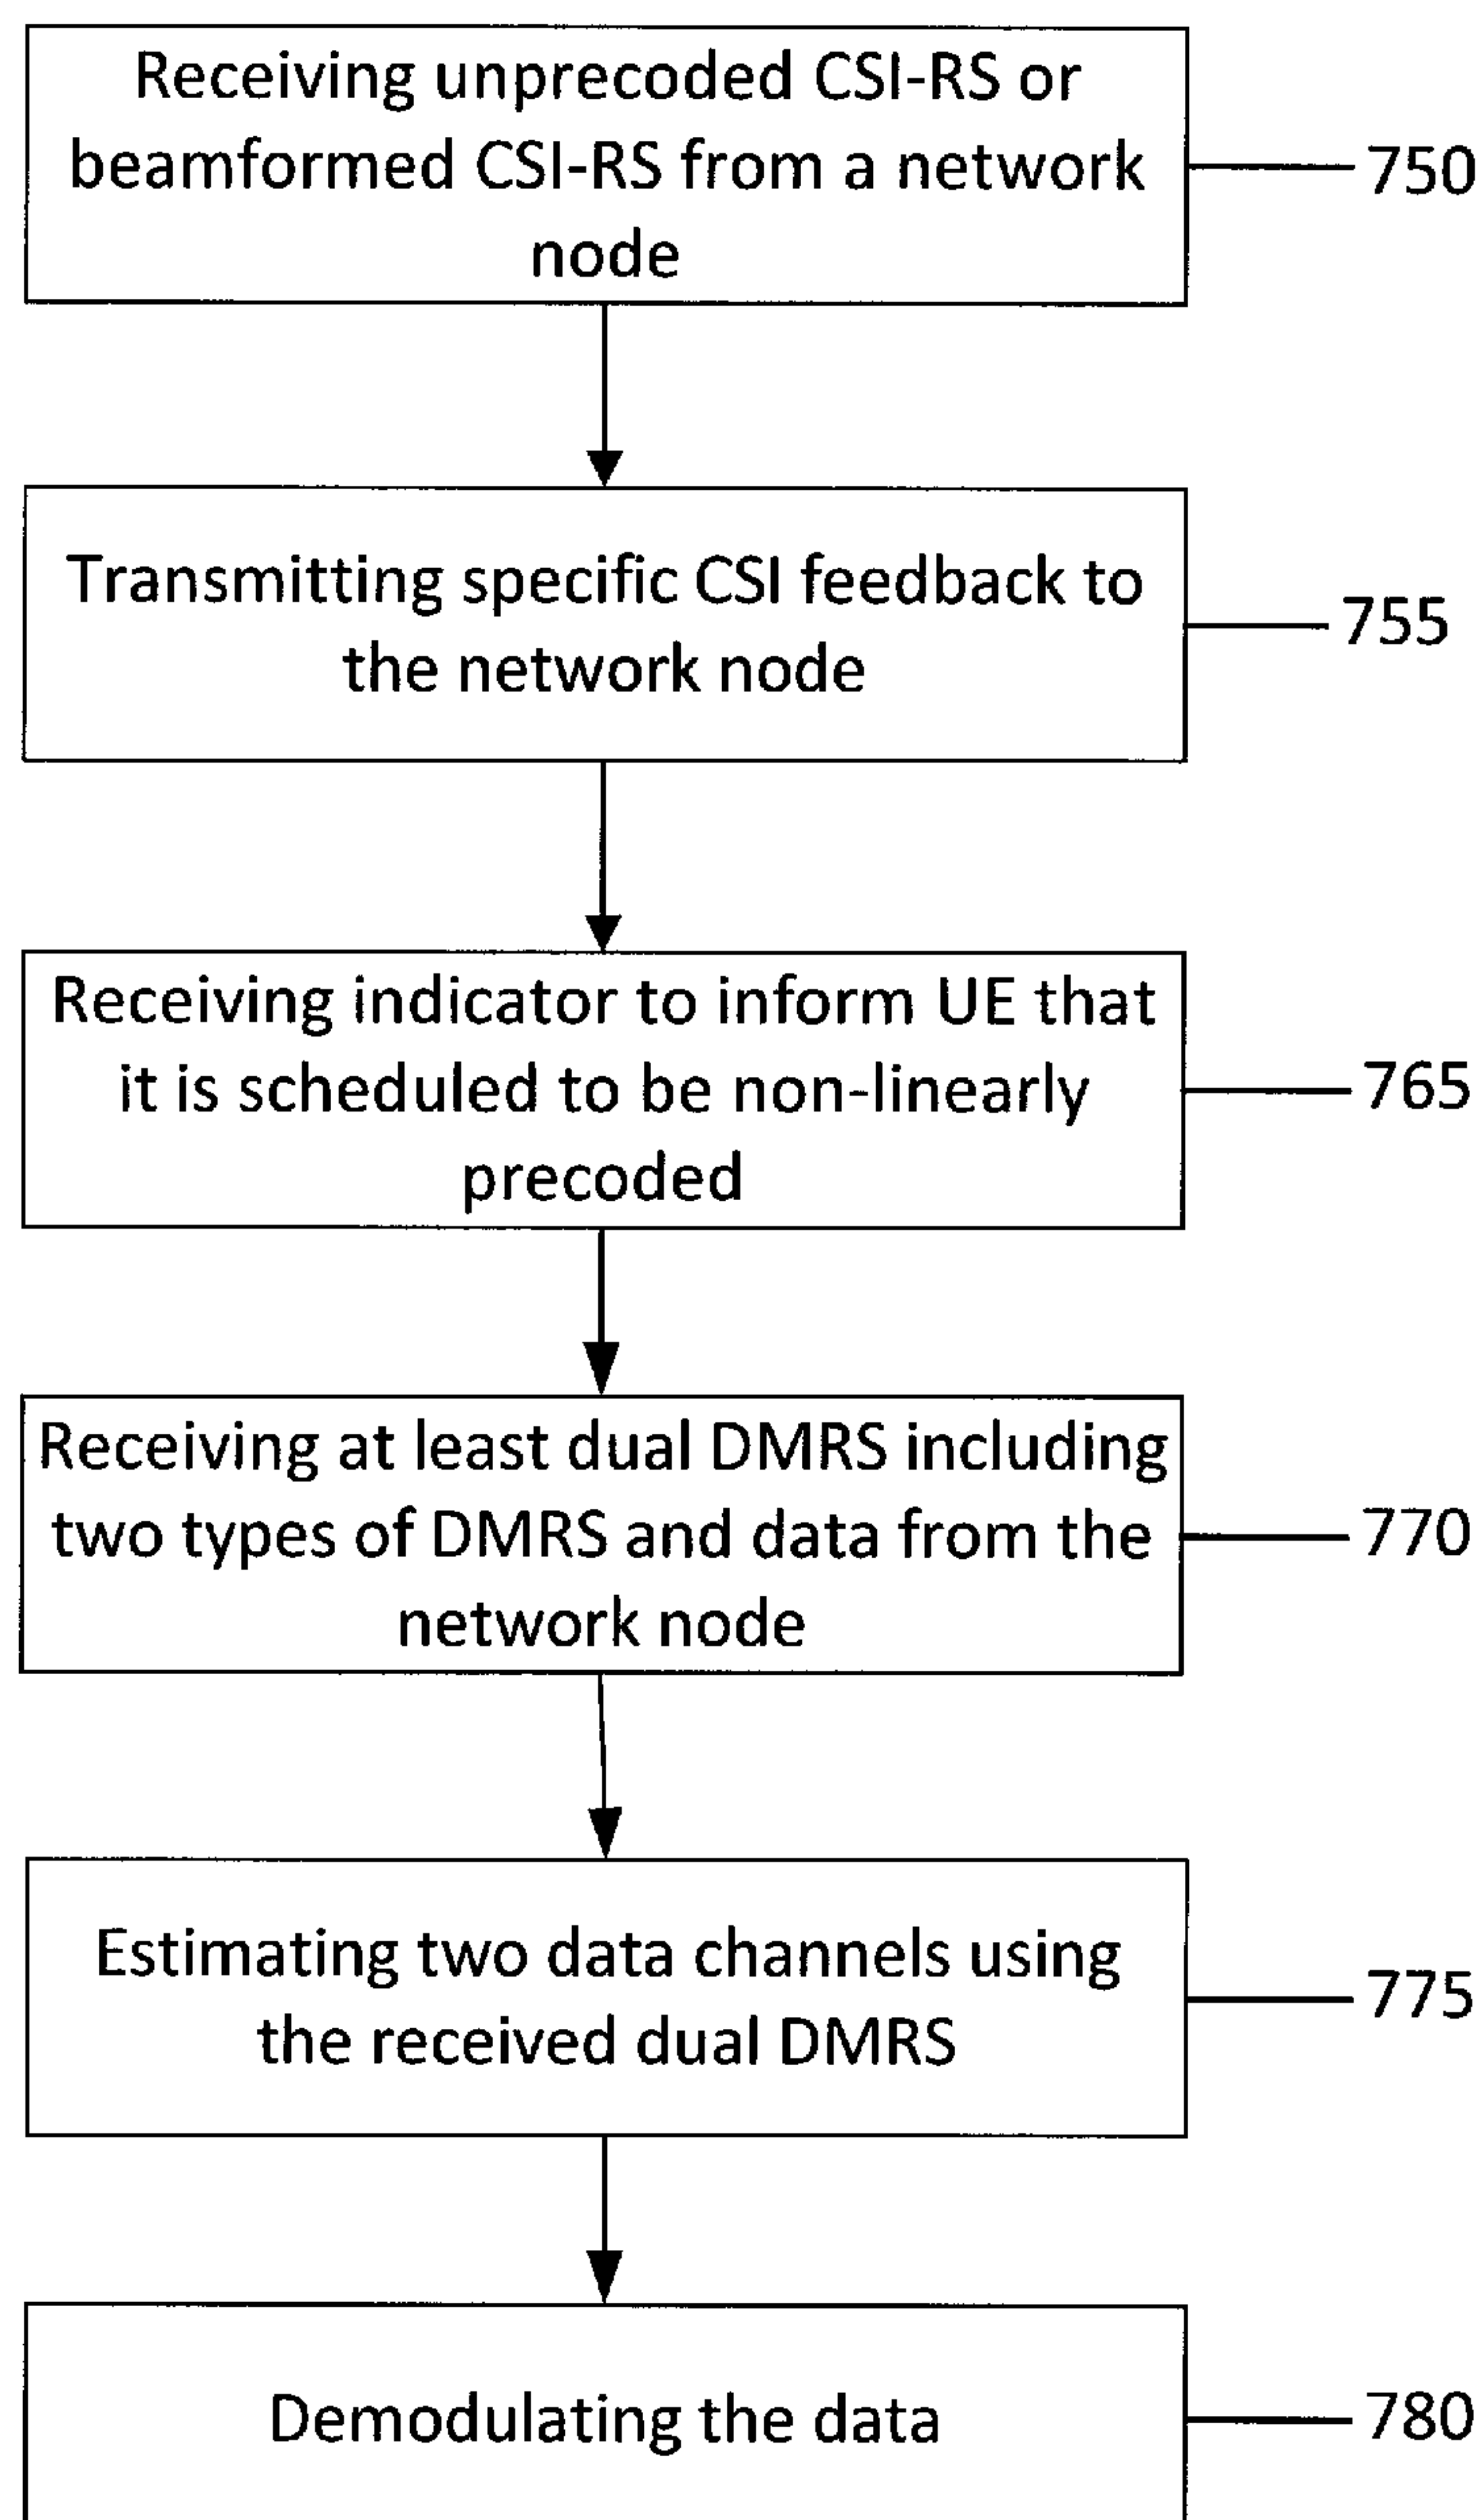 Receiving unprecoded CSI-RS or
beamformed CSI-RS from a network
node
750
Transmitting specific CSI feedback to
the network node
755
Receiving indicator to inform UE that
it is scheduled to be non-linearly
precoded
765
Receiving at least dual DMRS including
two types of DMRS and data from the
network node
770
Estimating two data channels using
the received dual DMRS
775
Demodulating the data
780